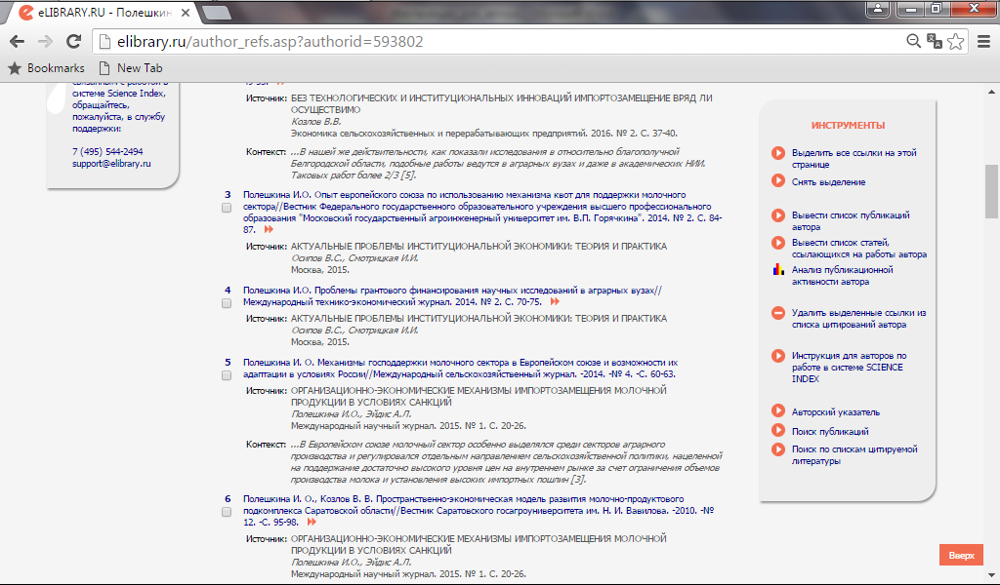 eLIBRARY.RU - Полешкин
elibrary.ru/author_refs.asp?authorid=593802
Bookmarks
New Tab
системе Science Index,
обращайтесь,
пожалуйста, в службу
поддержки:
7 (495) 544-2494
support@elibrary.ru
Источник: БЕЗ ТЕХНОЛОГИЧЕСКИХ И ИНСТИТУЦИОНАЛЬНЫХ ИННОВАЦИЙ ИМПОРТОЗАМЕЩЕНИЕ ВРЯД ЛИ
ОСУЩЕСТВИМО
Козлов В.В.
Экономика сельскохозяйственных и перерабатывающих предприятий. 2016. № 2. С. 37-40.
Контекст: ...В нашей же действительности, как показали исследования в относительно благополучной
Белгородской области, подобные работы ведутся в аграрных вузах и даже в академических НИИ.
Таковых работ более 2/3 [5].
3 Полешкина И.О. Опыт европейского союза по использованию механизма квот для поддержки молочного
сектора//Вестник Федерального государственного образовательного учреждения высшего профессионального
образования "Московский государственный агроинженерный университет им. В.П. Горячкина". 2014. № 2. С. 84-
87.
Источник: АКТУАЛЬНЫЕ ПРОБЛЕМЫ ИНСТИТУЦИОНАЛЬНОЙ ЭКОНОМИКИ: ТЕОРИЯ И ПРАКТИКА
Осипов В.С., Смотрицкая И.И.
Москва, 2015.
4 Полешкина И.О. Проблемы грантового финансирования научных исследований в аграрных вузах//
Международный технико-экономический журнал. 2014. № 2. С. 70-75.
Источник: АКТУАЛЬНЫЕ ПРОБЛЕМЫ ИНСТИТУЦИОНАЛЬНОЙ ЭКОНОМИКИ: ТЕОРИЯ И ПРАКТИКА
Осипов В.С., Смотрицкая И.И.
Москва, 2015.
5 Полешкина И. О. Механизмы господдержки молочного сектора в Европейском союзе и возможности их
адаптации в условиях России//Международный сельскохозяйственный журнал. -2014. -№ 4. -С. 60-63.
Источник: ОРГАНИЗАЦИОННО-ЭКОНОМИЧЕСКИЕ МЕХАНИЗМЫ ИМПОРТОЗАМЕЩЕНИЯ МОЛОЧНОЙ
ПРОДУКЦИИ В УСЛОВИЯХ САНКЦИЙ
Полешкина И.О., Эйдис А.Л.
Международный научный журнал. 2015. № 1. С. 20-26.
Контекст: ...В Европейском союзе молочный сектор особенно выделялся среди секторов аграрного
производства и регулировался отдельным направлением сельскохозяйственной политики, нацеленной
на поддержание достаточно высокого уровня цен на внутреннем рынке за счет ограничения объемов
производства молока и установления высоких импортных пошлин [3].
6 Полешкина И. О., Козлов В. В. Пространственно-экономическая модель развития молочно-продуктового
подкомплекса Саратовской области//Вестник Саратовского госагроуниверситета им. Н. И. Вавилова. -2010. -№
12. -С. 95-98.
Источник: ОРГАНИЗАЦИОННО-ЭКОНОМИЧЕСКИЕ МЕХАНИЗМЫ ИМПОРТОЗАМЕЩЕНИЯ МОЛОЧНОЙ
ПРОДУКЦИИ В УСЛОВИЯХ САНКЦИЙ
Полешкина И.О., Эйдис А.Л.
Международный научный журнал. 2015. № 1. С. 20-26.
ИНСТРУМЕНТЫ
Выделить все ссылки на этой
странице
Снять выделение
Вывести список публикаций
автора
Вывести список статей,
ссылающихся на работы автора
Анализ публикационной
активности автора
Удалить выделенные ссылки из
списка цитирований автора
Инструкция для авторов по
работе в системе SCIENCE
INDEX
Авторский указатель
Поиск публикаций
Поиск по спискам цитируемой
литературы
Вверх